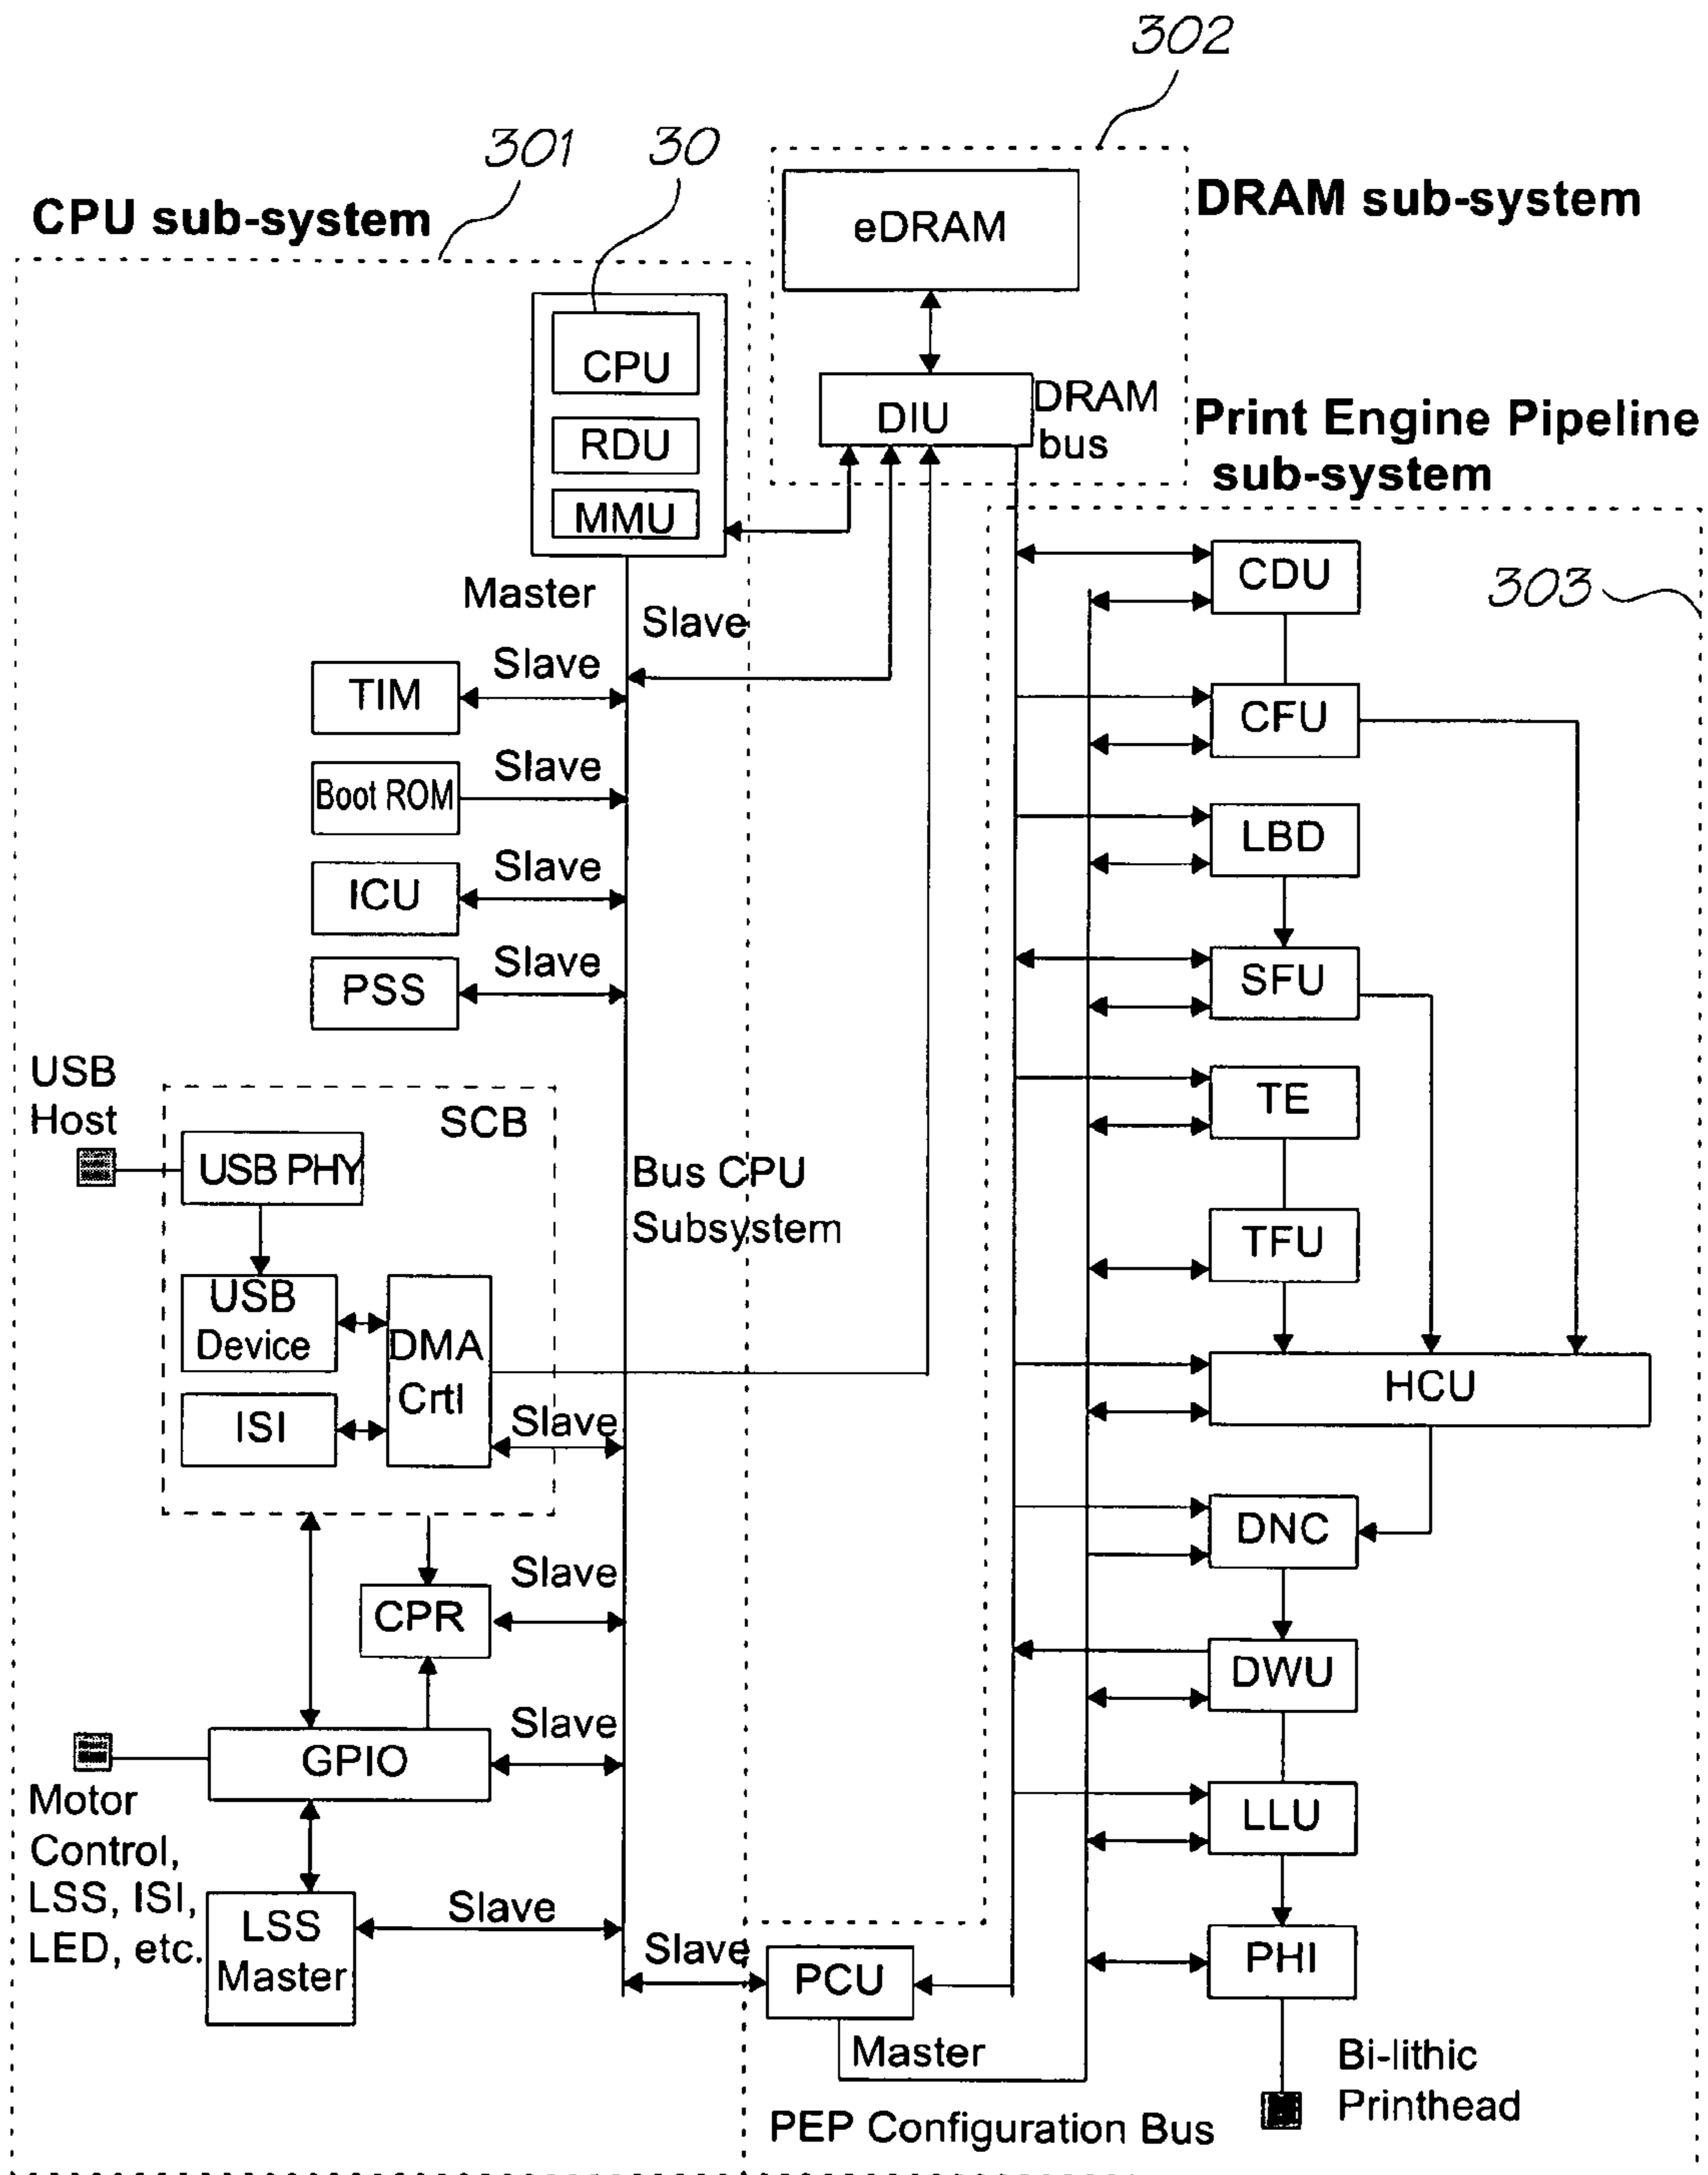 302
301
30
CPU sub-system
DRAM sub-system
eDRAM
CPU
RDU
MMU
DIU
DRAM
bus
Print Engine Pipeline
sub-system
303
Master
Slave
TIM
Slave
Boot ROM
Slave
ICU
Slave
PSS
Slave
USB
Host
SCB
USB PHY
USB
Device
DMA
Crtl
ISI
Slave
Bus CPU
Subsystem
CPR
Slave
GPIO
Slave
Motor
Control,
LSS, ISI,
LED, etc.
LSS
Master
Slave
Slave
PCU
Master
PEP Configuration Bus
CDU
CFU
LBD
SFU
TE
TFU
HCU
DNC
DWU
LLU
PHI
Bi-lithic
Printhead